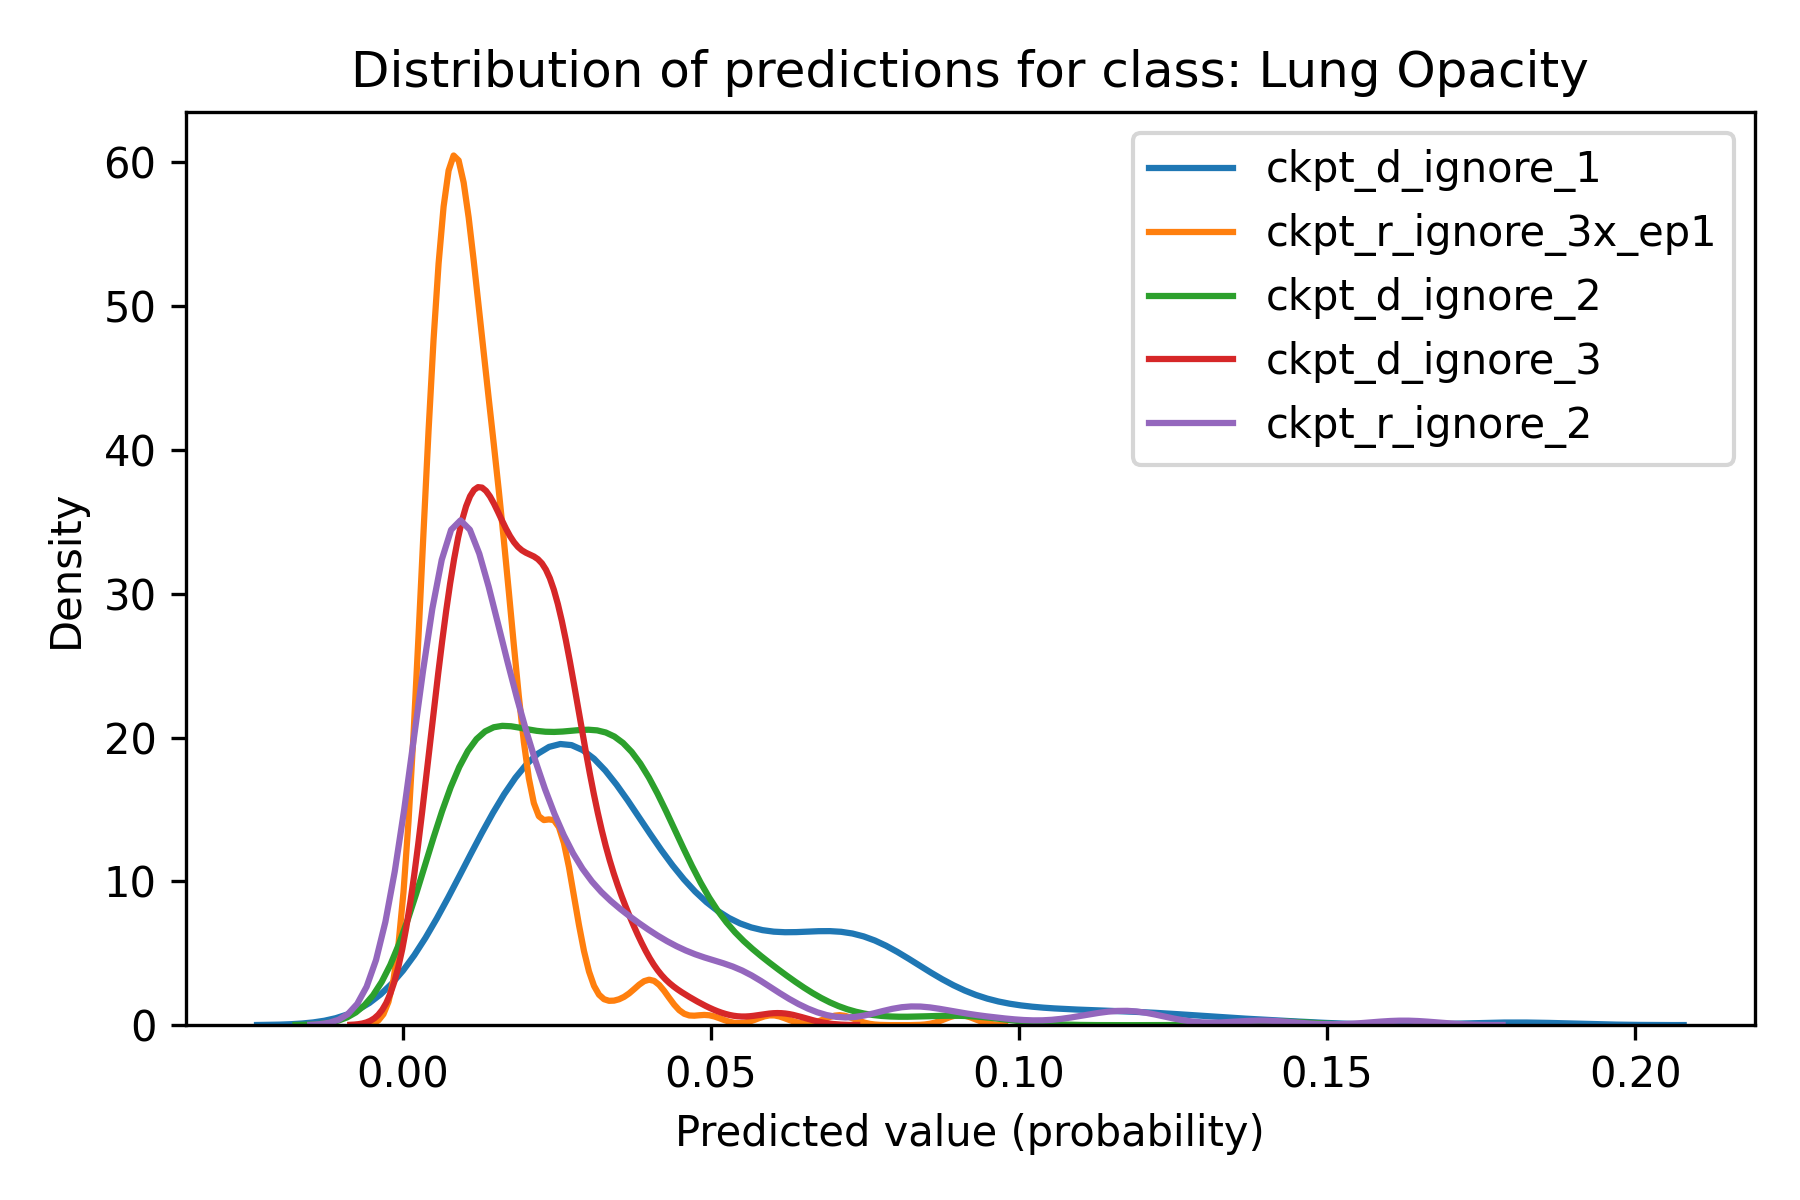 Distribution of predictions for class: Lung Opacity
60
50
40
30
20
10
0
Density
ckpt_d_ignore_1
ckpt_r_ignore_3x_ep1
ckpt_d_ignore_2
ckpt_d_ignore_3
ckpt_r_ignore_2
0.00 0.05 0.10 0.15 0.20
Predicted value (probability)